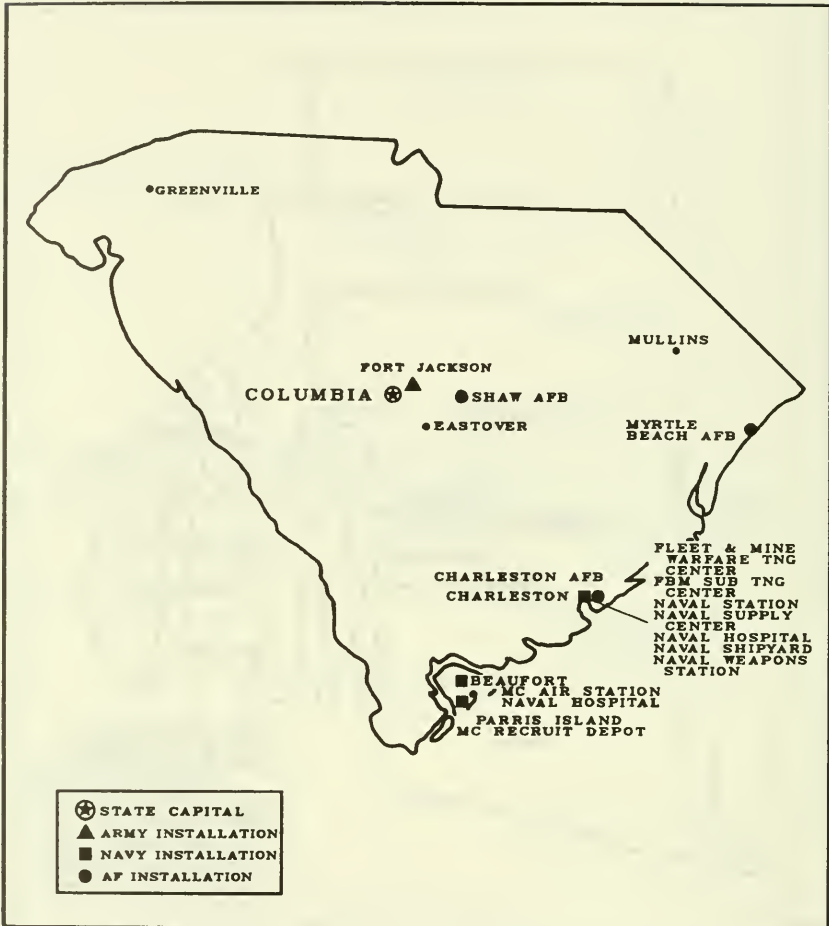 GREENVILLE
MULLINS
FORT JACKSON
COLUMBIA
SHAW AFB
EASTOVER
MYRTLE
BEACH AFB
FLEET & MINE
WARFARE TNG
CENTER
FBM SUB TNG
CENTER
NAVAL STATION
NAVAL SUPPLY
CENTER
NAVAL HOSPITAL
NAVAL SHIPYARD
NAVAL WEAPONS
STATION
CHARLESTON AFB
CHARLESTON
BEAUFORT
MC AIR STATION
NAVAL HOSPITAL
PARRIS ISLAND
MC RECRUIT DEPOT
STATE CAPITAL
ARMY INSTALLATION
NAVY INSTALLATION
AF INSTALLATION